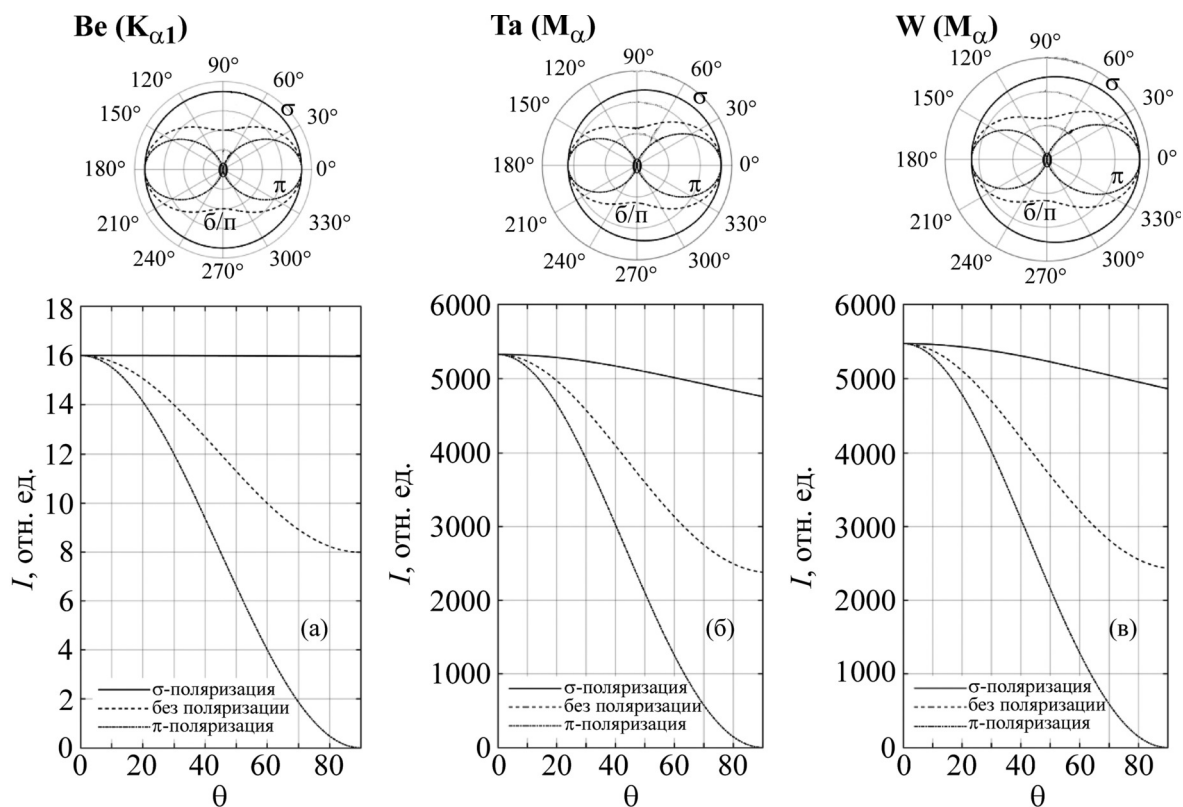 Be (Kα1)
90°
120° 60°
150° σ 30°
180° 0°
π
210° б/п 330°
240° 300°
270°
Ta (Mα)
90°
120° 60°
150° σ 30°
180° 0°
π
210° б/п 330°
240° 300°
270°
W (Mα)
90°
120° 60°
150° σ 30°
180° 0°
π
210° б/п 330°
240° 300°
270°
I, отн. ед.
18
16
14
12
10
8
6
4
2
0
(а)
σ-поляризация
без поляризации
π-поляризация
0 20 40 60 80
θ
I, отн. ед.
6000
5000
4000
3000
2000
1000
0
(б)
σ-поляризация
без поляризации
π-поляризация
0 20 40 60 80
θ
I, отн. ед.
6000
5000
4000
3000
2000
1000
0
(в)
σ-поляризация
без поляризации
π-поляризация
0 20 40 60 80
θ